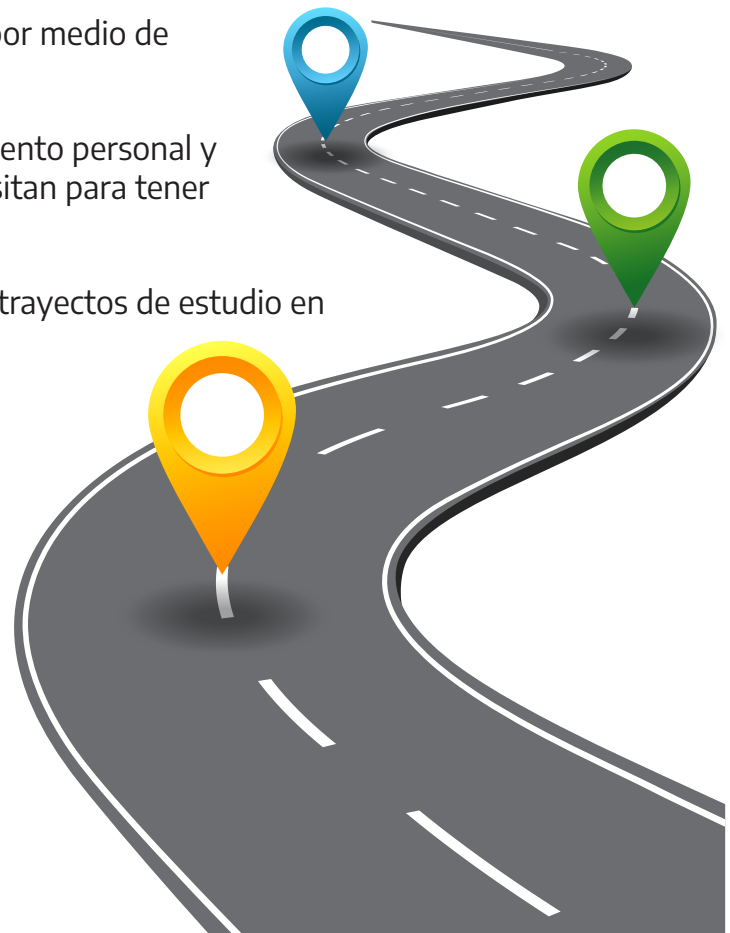 por medio de
ento personal y
sitan para tener
trayectos de estudio en